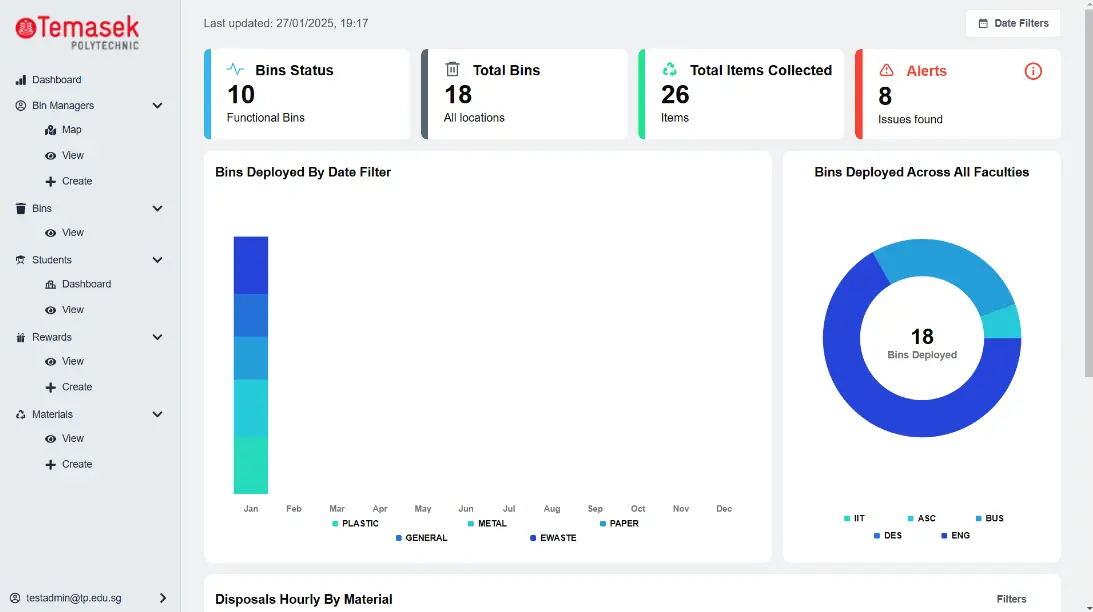 Temasek
POLYTECHNIC
Dashboard
Bin Managers
Map
View
Create
Bins
View
Students
Dashboard
View
Rewards
View
Create
Materials
View
Create
testadmin@tp.edu.sg
Last updated: 27/01/2025, 19:17
Date Filters
Bins Status
10
Functional Bins
Total Bins
18
All locations
Total Items Collected
26
Items
Alerts
8
Issues found
Bins Deployed By Date Filter
Jan Feb Mar Apr May Jun Jul Aug Sep Oct Nov Dec
PLASTIC METAL PAPER
GENERAL EWASTE
Bins Deployed Across All Faculties
18
Bins Deployed
IIT ASC BUS
DES ENG
Disposals Hourly By Material
Filters